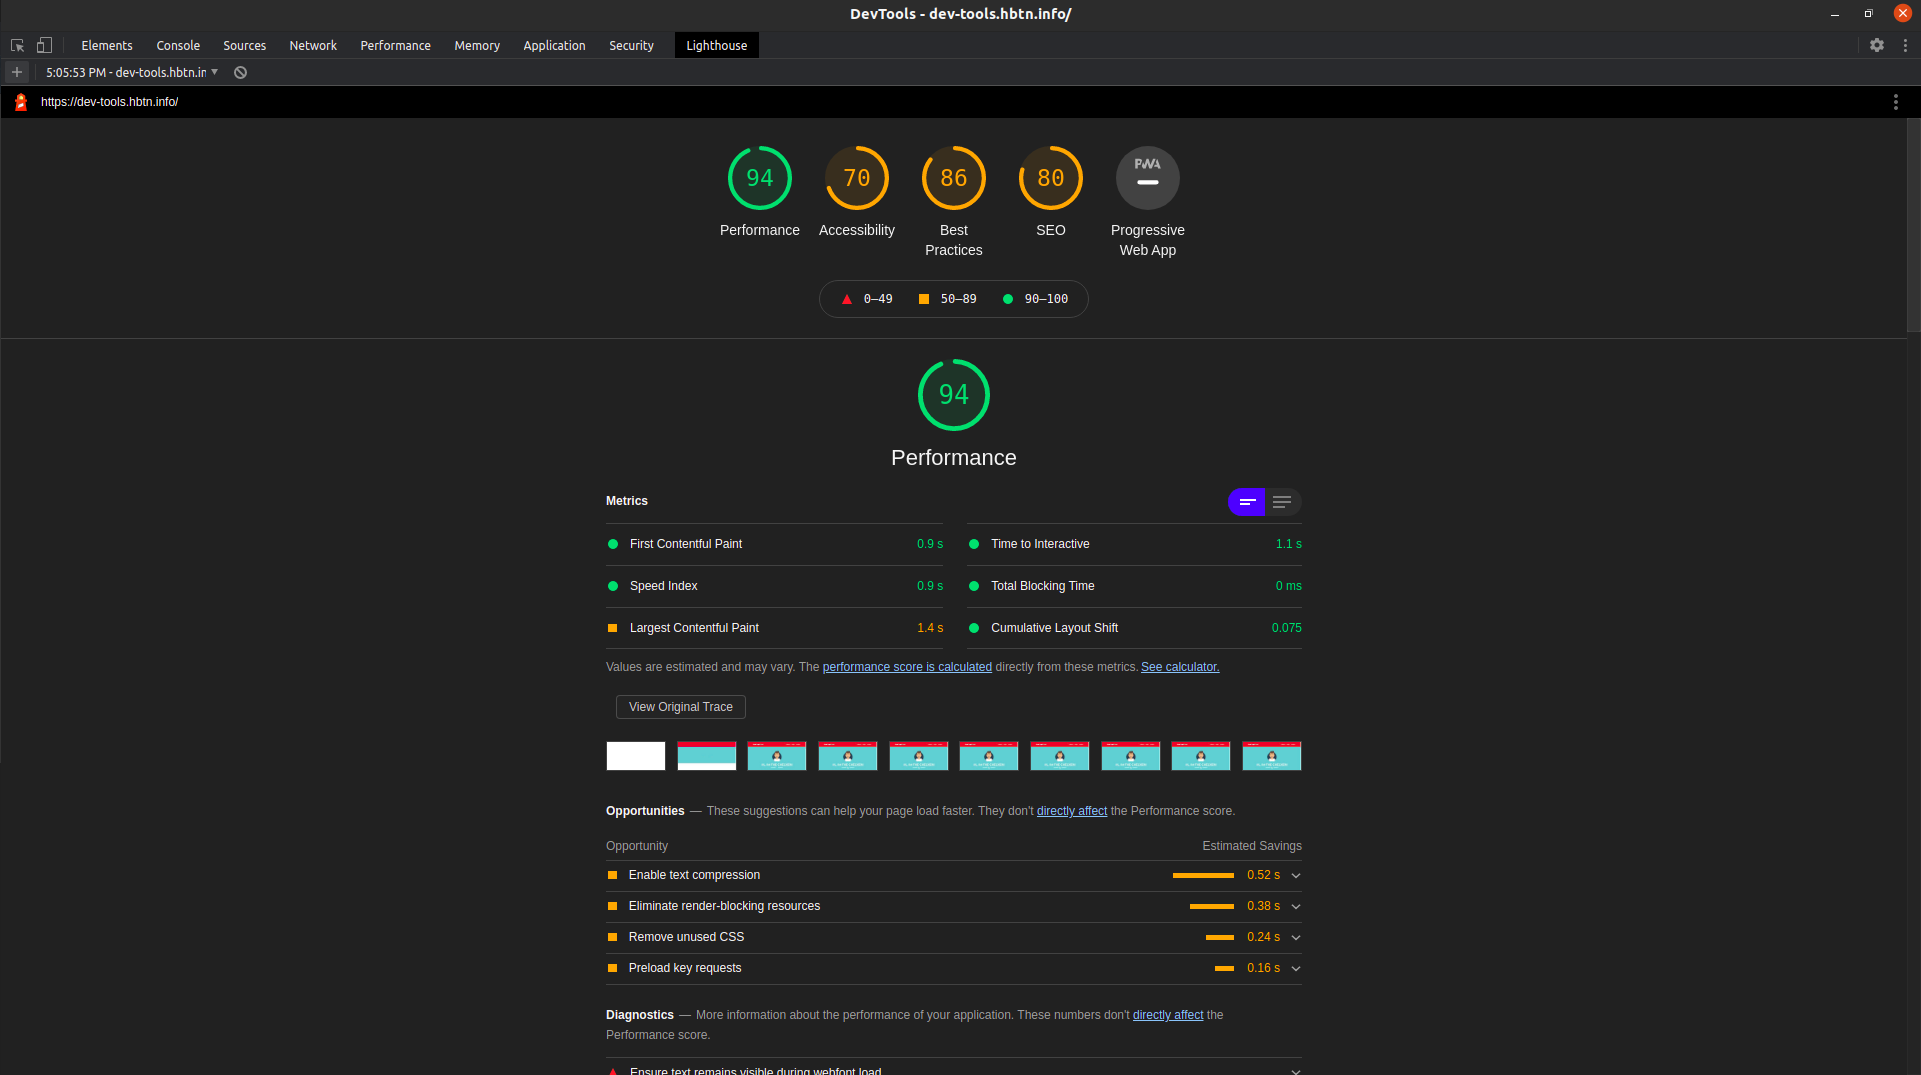 DevTools - dev-tools.hbtn.info/
Elements Console Sources Network Performance Memory Application Security Lighthouse
5:05:53 PM - dev-tools.hbtn.in
https://dev-tools.hbtn.info/
94 70 86 80 PWA
Performance Accessibility Best Practices SEO Progressive Web App
0–49 50–89 90–100
94
Performance
Metrics
First Contentful Paint 0.9 s Time to Interactive 1.1 s
Speed Index 0.9 s Total Blocking Time 0 ms
Largest Contentful Paint 1.4 s Cumulative Layout Shift 0.075
Values are estimated and may vary. The performance score is calculated directly from these metrics. See calculator.
View Original Trace
Opportunities — These suggestions can help your page load faster. They don't directly affect the Performance score.
Opportunity Estimated Savings
Enable text compression 0.52 s
Eliminate render-blocking resources 0.38 s
Remove unused CSS 0.24 s
Preload key requests 0.16 s
Diagnostics — More information about the performance of your application. These numbers don't directly affect the
Performance score.
Ensure text remains visible during webfont load